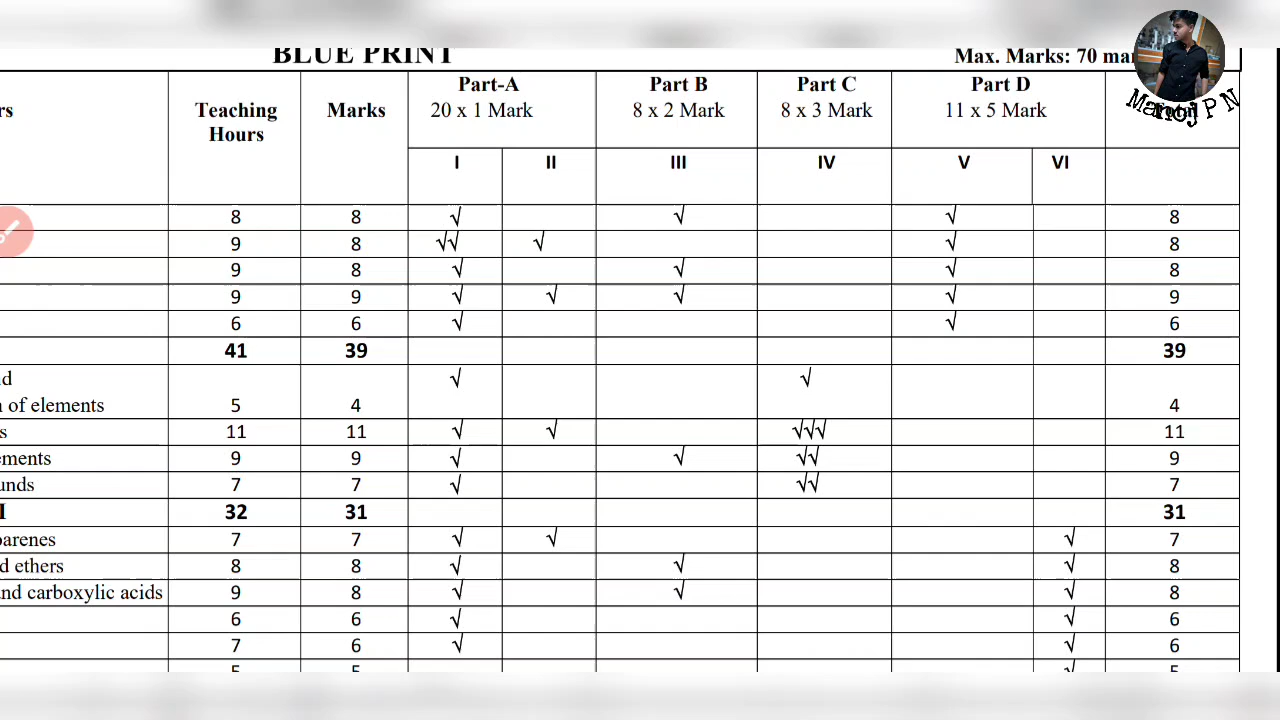 BLUE PRINT Max. Marks: 70 mar
Manoj P N
rs Teaching Hours Marks Part-A 20 x 1 Mark Part B 8 x 2 Mark Part C 8 x 3 Mark Part D 11 x 5 Mark Total
I II III IV V VI
8 8 √ √ √ 8
9 8 √√ √ √ 8
9 8 √ √ √ 8
9 9 √ √ √ √ 9
6 6 √ √ 6
41 39 39
d √ √
n of elements 5 4 4
s 11 11 √ √ √√√ 11
ements 9 9 √ √ √√ 9
unds 7 7 √ √√ 7
I 32 31 31
arenes 7 7 √ √ √ 7
d ethers 8 8 √ √ √ 8
and carboxylic acids 9 8 √ √ √ 8
6 6 √ √ 6
7 6 √ √ 6
5 5 √ 5